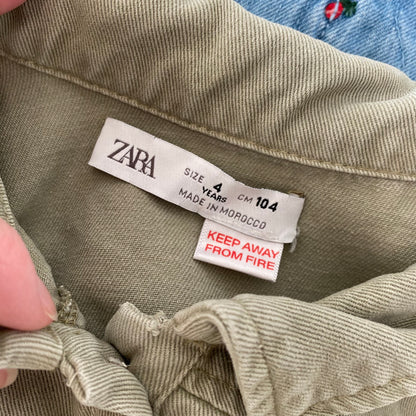 ZARA
SIZE 4 YEARS CM 104
MADE IN MOROCCO
KEEP AWAY
FROM FIRE